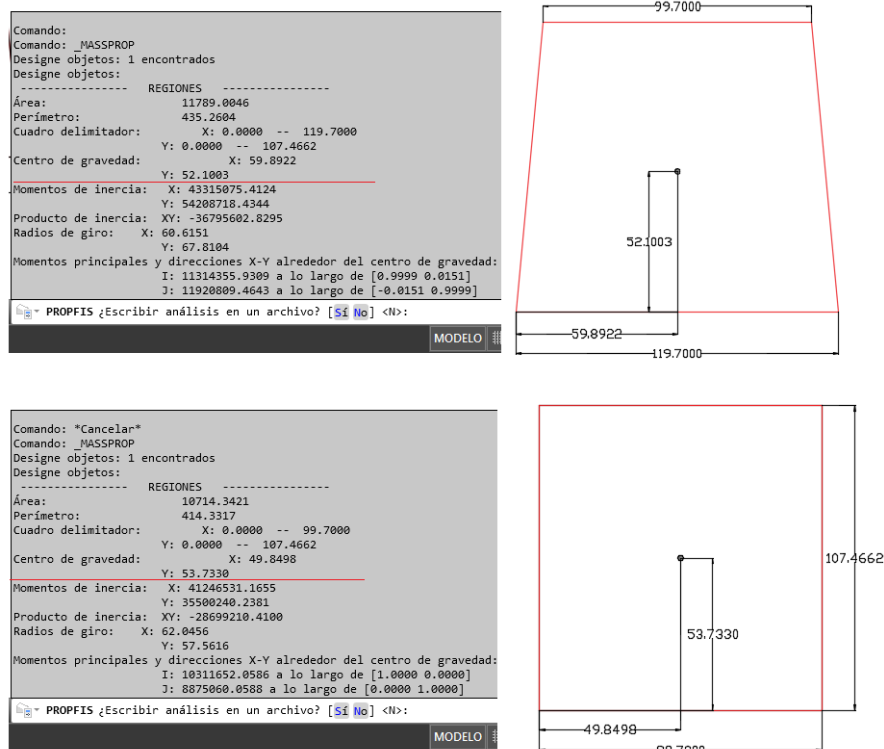 Comando:
Comando: _MASSPROP
Designe objetos: 1 encontrados
Designe objetos:
---------------- REGIONES ----------------
Área: 11789.0046
Perímetro: 435.2604
Cuadro delimitador: X: 0.0000 -- 119.7000
Y: 0.0000 -- 107.4662
Centro de gravedad: X: 59.8922
Y: 52.1003
Momentos de inercia: X: 43315075.4124
Y: 54208718.4344
Producto de inercia: XY: -36795602.8295
Radios de giro: X: 60.6151
Y: 67.8104
Momentos principales y direcciones X-Y alrededor del centro de gravedad:
I: 11314355.9309 a lo largo de [0.9999 0.0151]
J: 11920809.4643 a lo largo de [-0.0151 0.9999]
PROPFIS ¿Escribir análisis en un archivo? [Sí No] <N>:
MODELO
99.7000
52.1003
59.8922
119.7000
Comando: *Cancelar*
Comando: _MASSPROP
Designe objetos: 1 encontrados
Designe objetos:
---------------- REGIONES ----------------
Área: 10714.3421
Perímetro: 414.3317
Cuadro delimitador: X: 0.0000 -- 99.7000
Y: 0.0000 -- 107.4662
Centro de gravedad: X: 49.8498
Y: 53.7330
Momentos de inercia: X: 41246531.1655
Y: 35500240.2381
Producto de inercia: XY: -28699210.4100
Radios de giro: X: 62.0456
Y: 57.5616
Momentos principales y direcciones X-Y alrededor del centro de gravedad:
I: 10311652.0586 a lo largo de [1.0000 0.0000]
J: 8875060.0588 a lo largo de [0.0000 1.0000]
PROPFIS ¿Escribir análisis en un archivo? [Sí No] <N>:
MODELO
107.4662
53.7330
49.8498